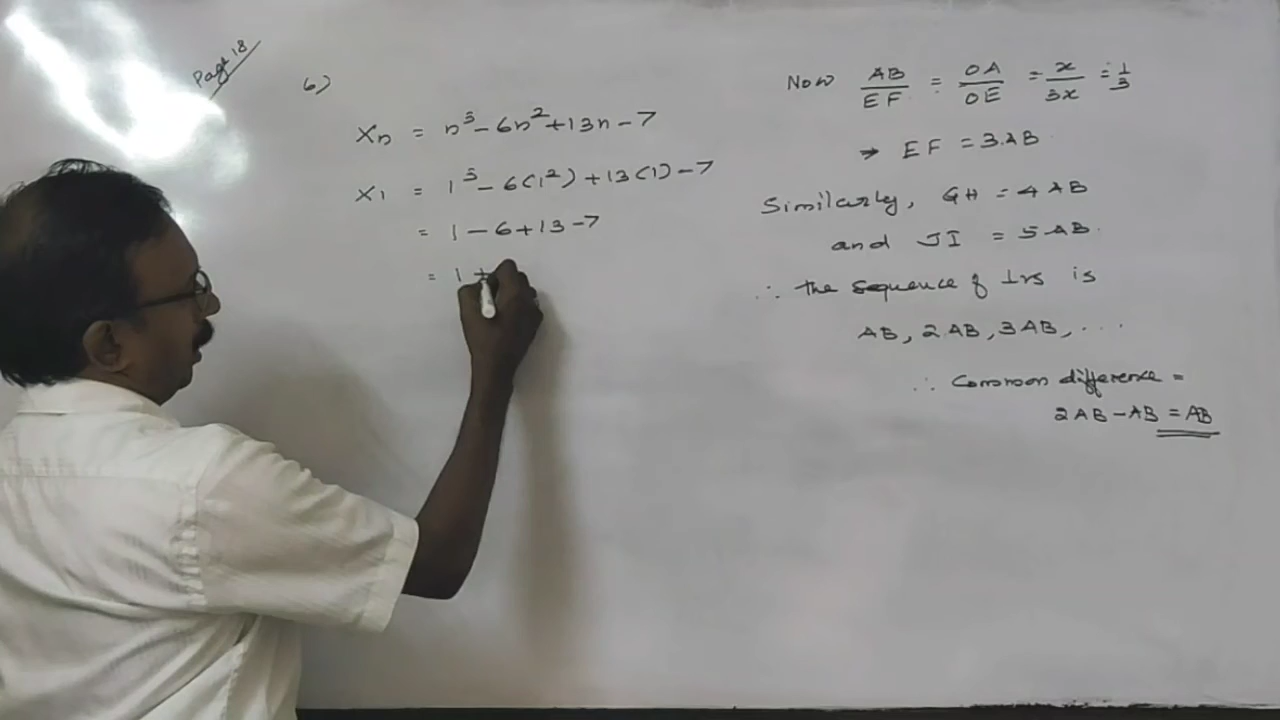 Page 18
6)
Xn = n³ - 6n² + 13n - 7
X1 = 1³ - 6(1²) + 13(1) - 7
= 1 - 6 + 13 - 7
= 1 +
Now AB/EF = OA/OE = x/3x = 1/3
→ EF = 3AB
Similarly, GH = 4AB
and JI = 5AB.
∴ the sequence of ⊥rs is
AB, 2AB, 3AB, ...
∴ Common difference =
2AB - AB = AB